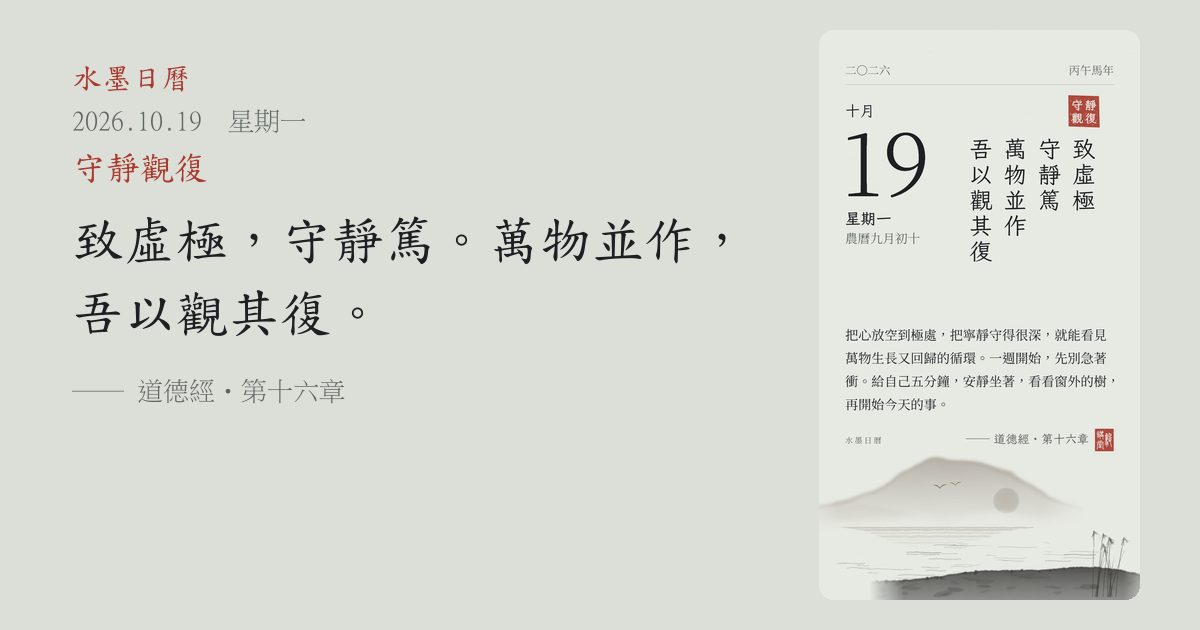 水墨日曆
2026.10.19 星期一
守靜觀復
致虛極，守靜篤。萬物並作，
吾以觀其復。
—— 道德經・第十六章
二〇二六
丙午馬年
十月
19
星期一
農曆九月初十
守靜
觀復
致虛極
守靜篤
萬物並作
吾以觀其復
把心放空到極處，把寧靜守得很深，就能看見
萬物生長又回歸的循環。一週開始，先別急著
衝。給自己五分鐘，安靜坐著，看看窗外的樹，
再開始今天的事。
水墨日曆
—— 道德經・第十六章